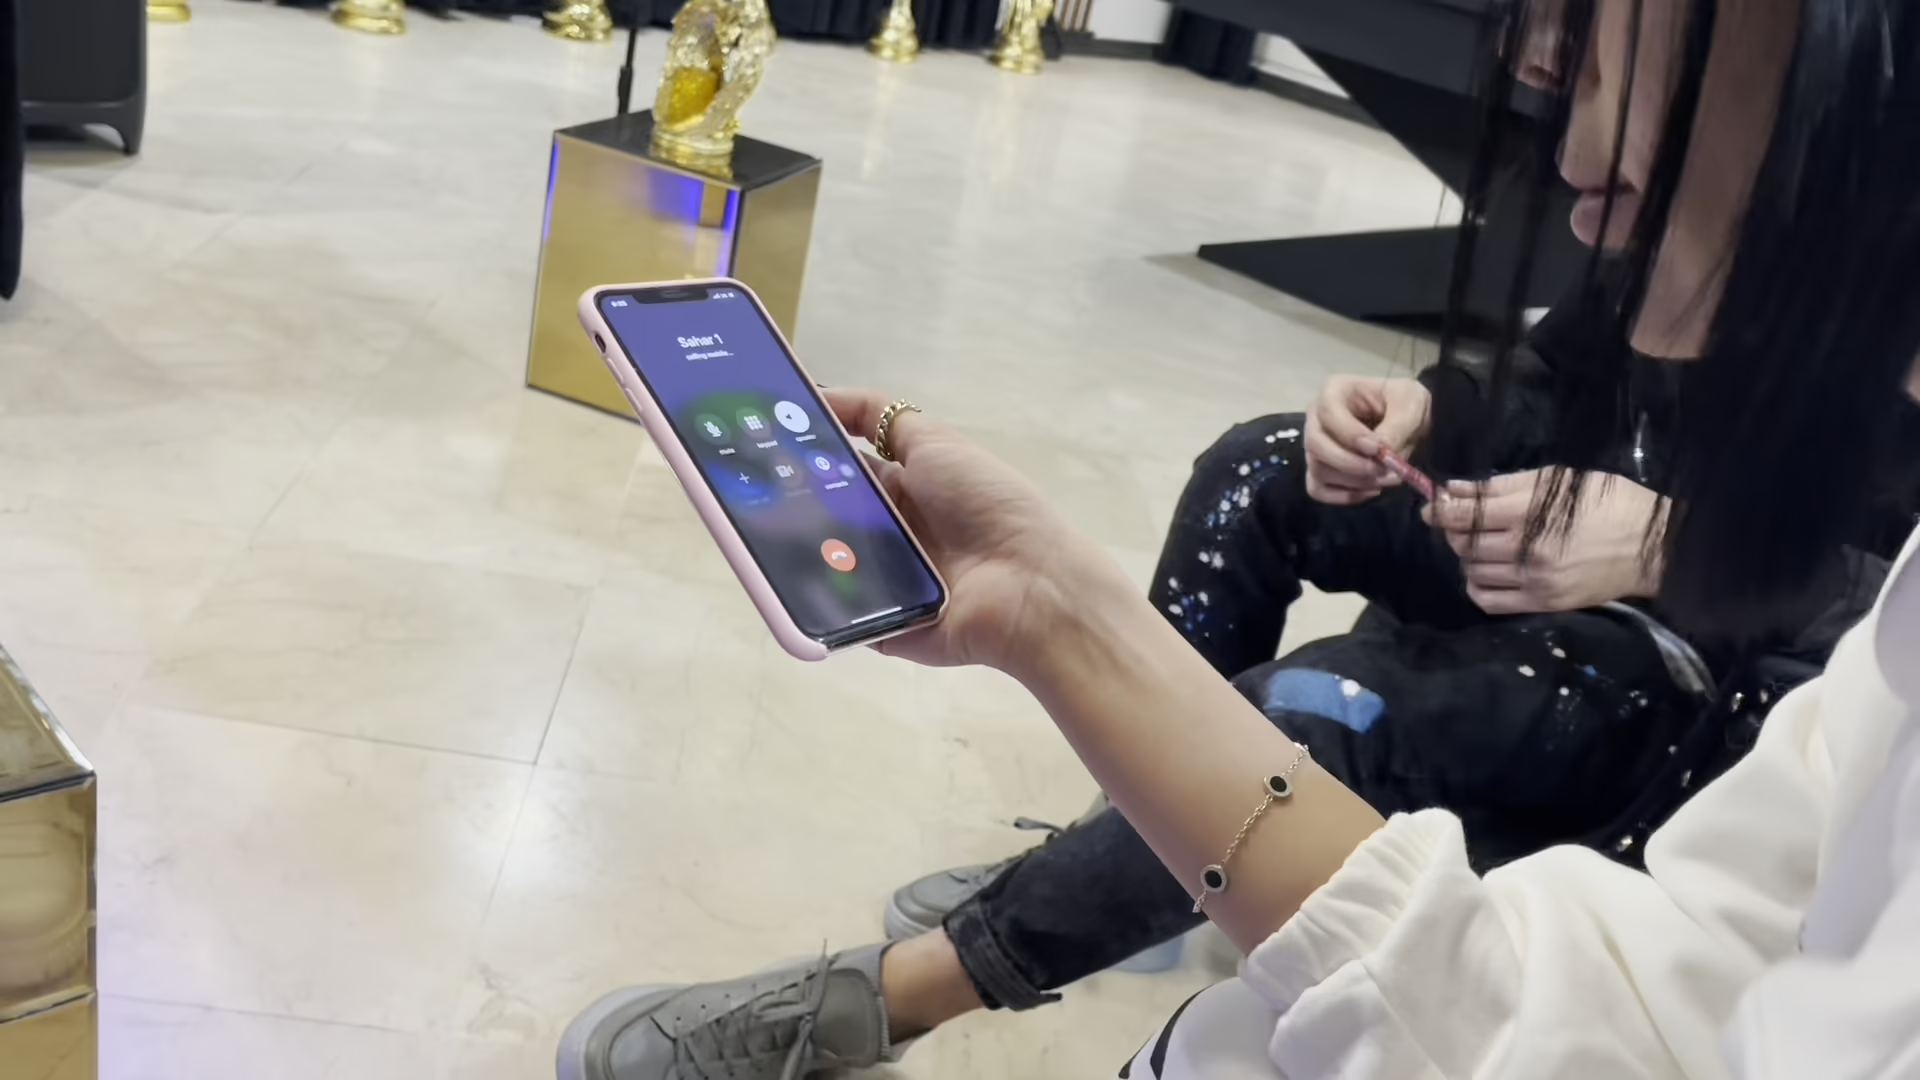 Sahar 1
calling mobile...
mute
keypad
speaker
contacts